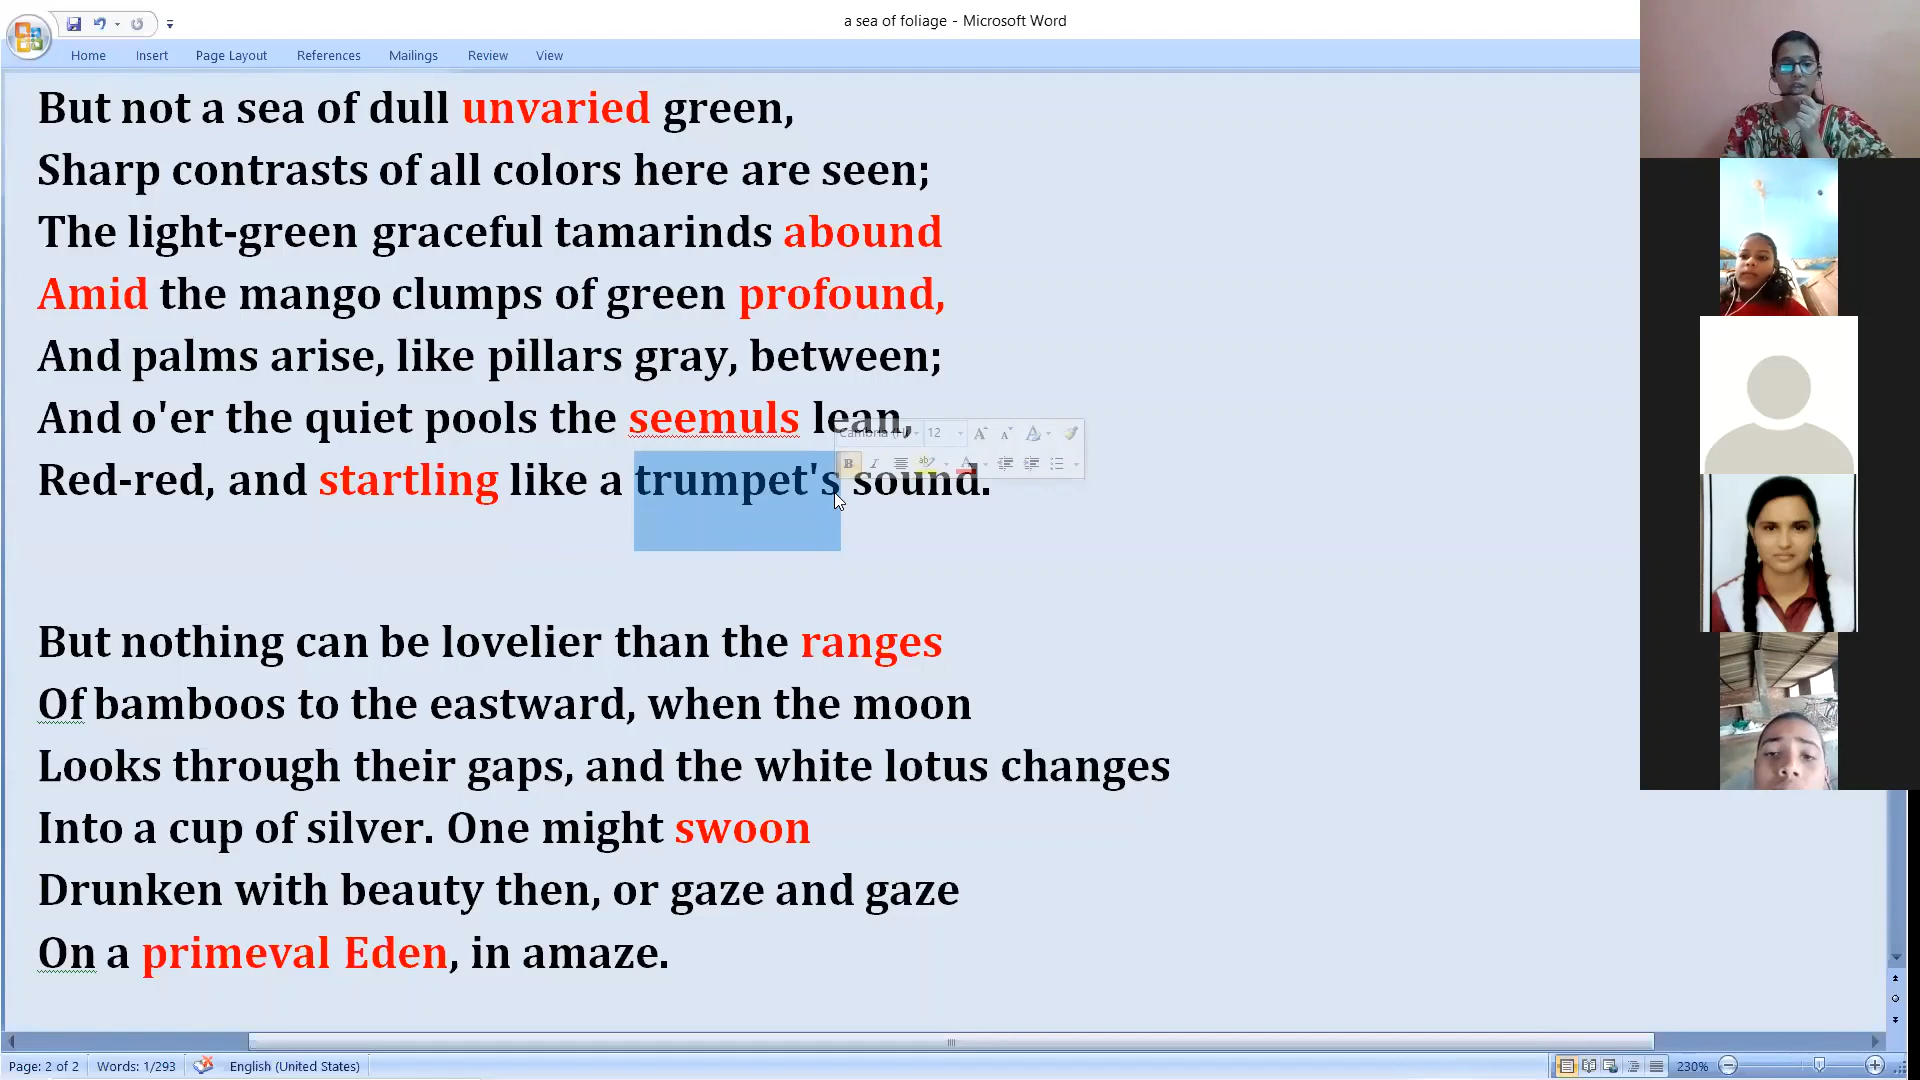 a sea of foliage - Microsoft Word
Home Insert Page Layout References Mailings Review View
But not a sea of dull unvaried green,
Sharp contrasts of all colors here are seen;
The light-green graceful tamarinds abound
Amid the mango clumps of green profound,
And palms arise, like pillars gray, between;
And o'er the quiet pools the seemuls lean,
12
Red-red, and startling like a trumpet's sound.
But nothing can be lovelier than the ranges
Of bamboos to the eastward, when the moon
Looks through their gaps, and the white lotus changes
Into a cup of silver. One might swoon
Drunken with beauty then, or gaze and gaze
On a primeval Eden, in amaze.
Page: 2 of 2 Words: 1/293 English (United States) 230%